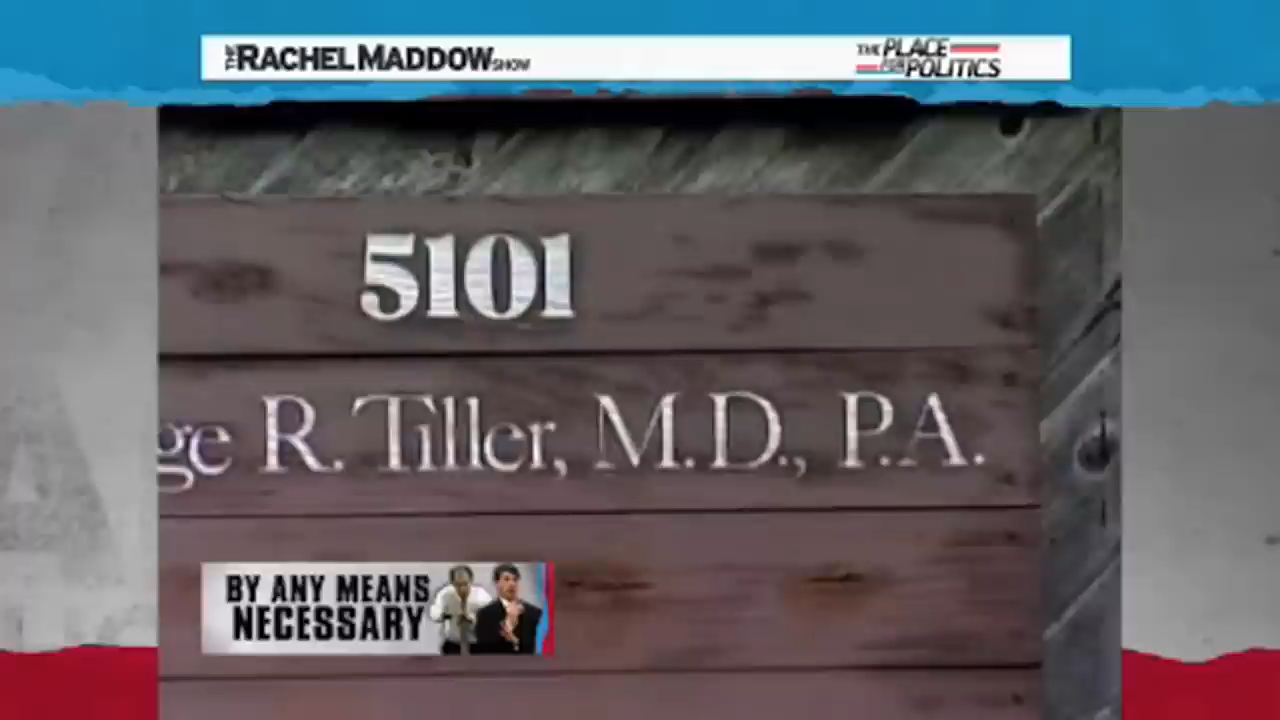 THE RACHEL MADDOW SHOW
THE PLACE FOR POLITICS
5101
ge R. Tiller, M.D., P.A.
BY ANY MEANS
NECESSARY